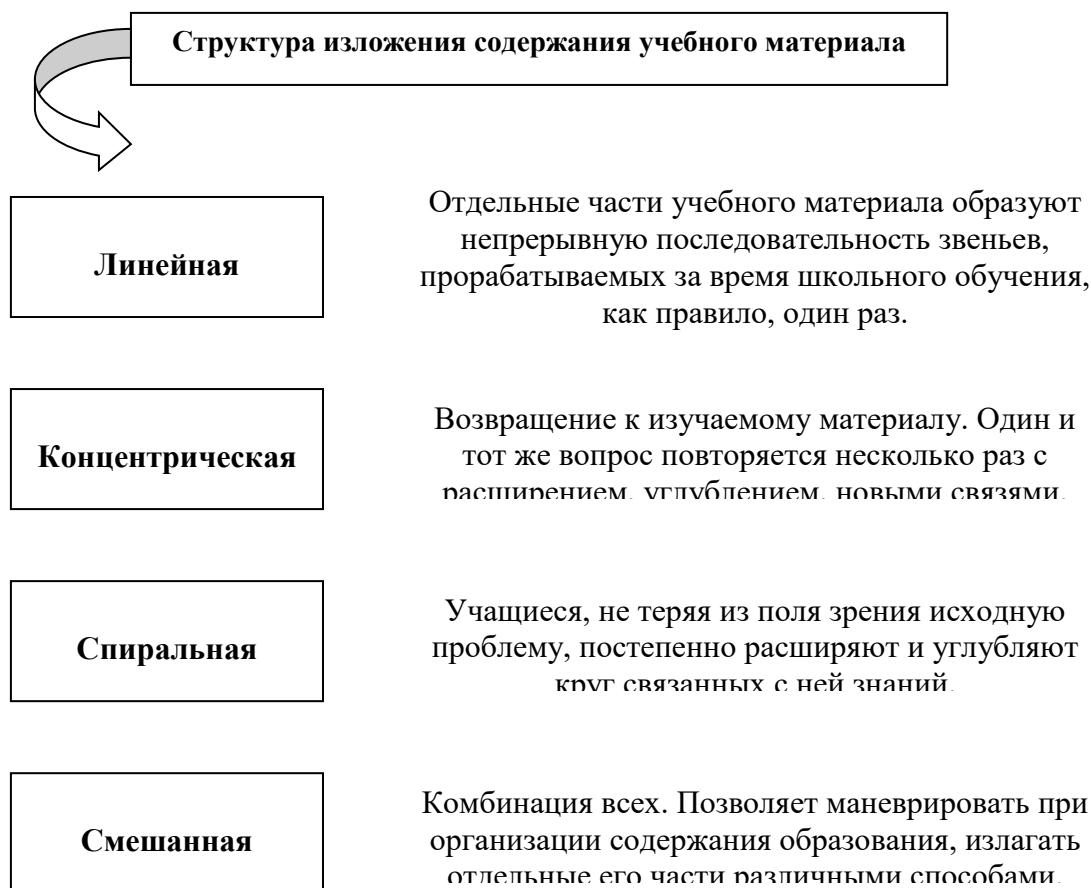 Структура изложения содержания учебного материала
Линейная
Отдельные части учебного материала образуют
непрерывную последовательность звеньев,
прорабатываемых за время школьного обучения,
как правило, один раз.
Концентрическая
Возвращение к изучаемому материалу. Один и
тот же вопрос повторяется несколько раз с
расширением, углублением, новыми связями.
Спиральная
Учащиеся, не теряя из поля зрения исходную
проблему, постепенно расширяют и углубляют
круг связанных с ней знаний.
Смешанная
Комбинация всех. Позволяет маневрировать при
организации содержания образования, излагать
отдельные его части различными способами.